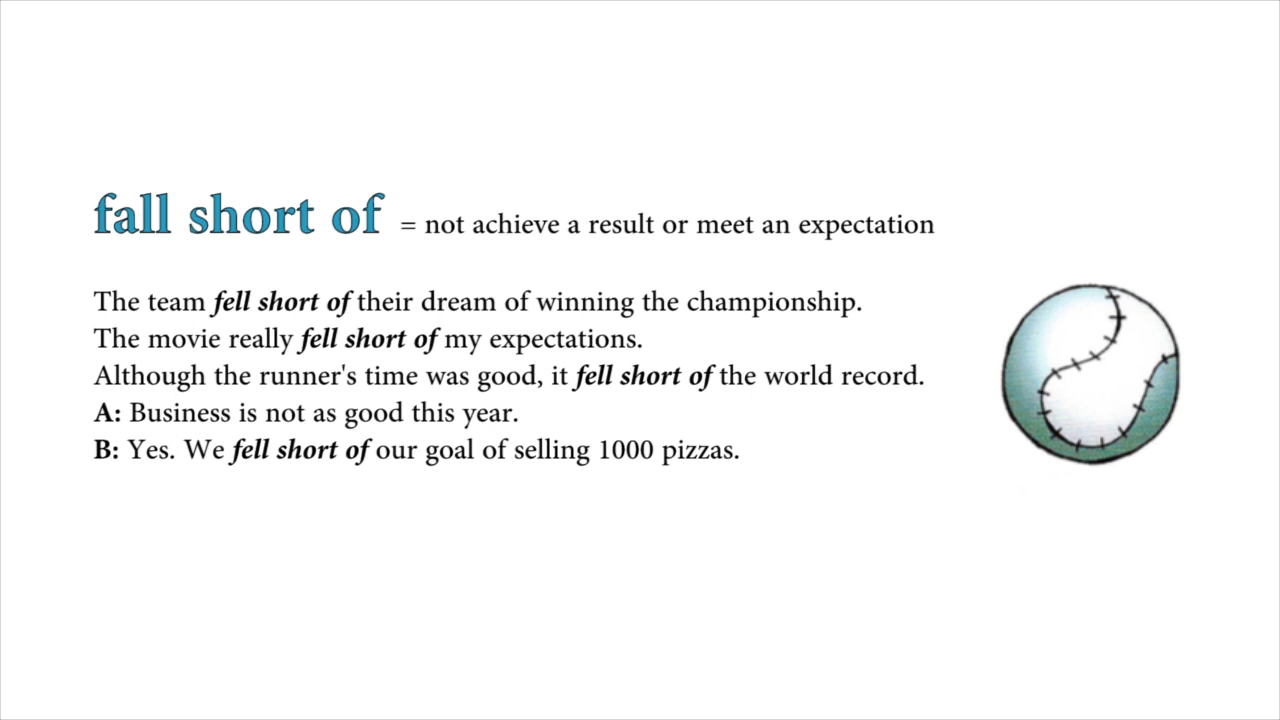 fall short of = not achieve a result or meet an expectation
The team fell short of their dream of winning the championship.
The movie really fell short of my expectations.
Although the runner's time was good, it fell short of the world record.
A: Business is not as good this year.
B: Yes. We fell short of our goal of selling 1000 pizzas.